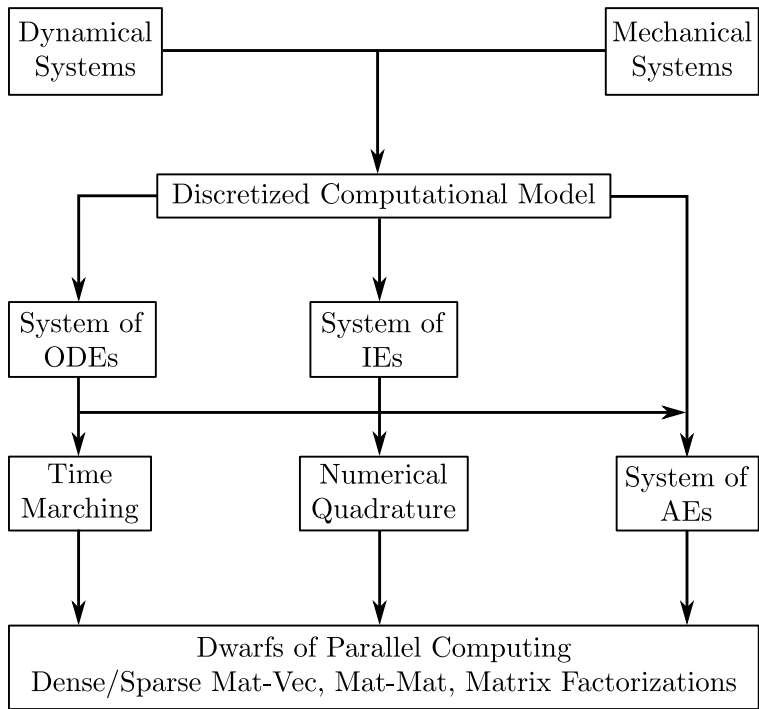 Dynamical
Systems
Mechanical
Systems
Discretized Computational Model
System of
ODEs
System of
IEs
Time
Marching
Numerical
Quadrature
System of
AEs
Dwarfs of Parallel Computing
Dense/Sparse Mat-Vec, Mat-Mat, Matrix Factorizations